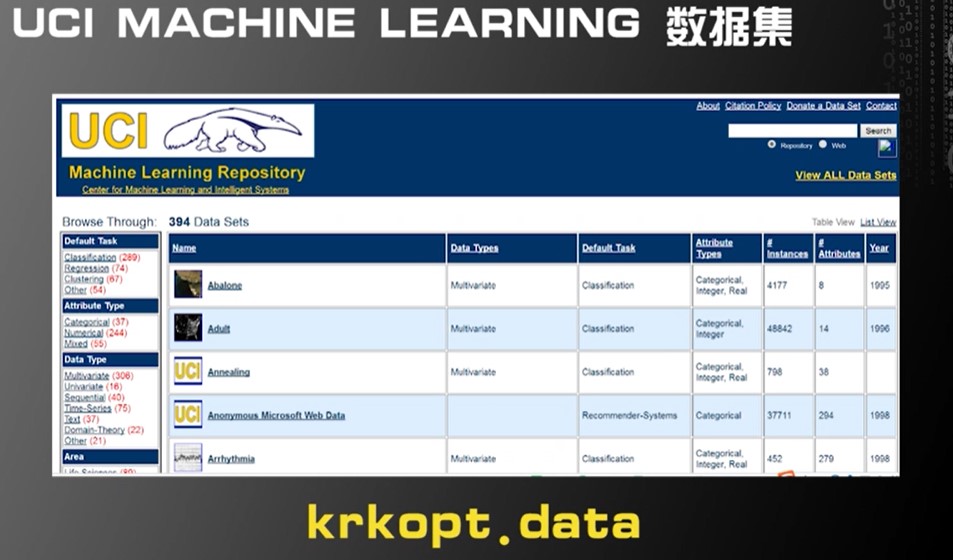 UCI MACHINE LEARNING 数据集
About Citation Policy Donate a Data Set Contact
UCI
Search
Repository Web
Machine Learning Repository
Center for Machine Learning and Intelligent Systems
View ALL Data Sets
Browse Through:
394 Data Sets
Table View List View
Default Task
Classification (289)
Regression (74)
Clustering (67)
Other (54)
Attribute Type
Categorical (37)
Numerical (244)
Mixed (55)
Data Type
Multivariate (306)
Univariate (16)
Sequential (40)
Time-Series (75)
Text (37)
Domain-Theory (22)
Other (21)
Area
Name Data Types Default Task Attribute Types # Instances # Attributes Year
Abalone Multivariate Classification Categorical, Integer, Real 4177 8 1995
Adult Multivariate Classification Categorical, Integer 48842 14 1996
UCI Annealing Multivariate Classification Categorical, Integer, Real 798 38
UCI Anonymous Microsoft Web Data Recommender-Systems Categorical 37711 294 1998
Arrhythmia Multivariate Classification Categorical, Integer, Real 452 279 1998
krkopt.data